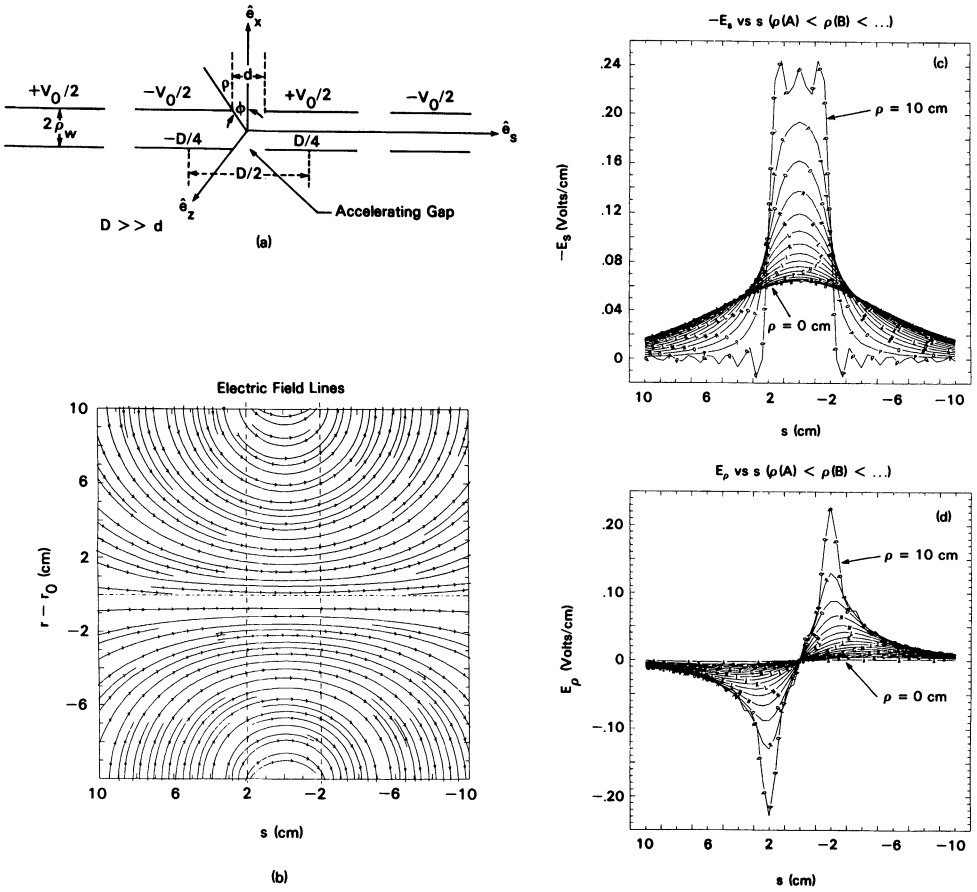 ê_x
d
ρ
+V_0/2
-V_0/2
+V_0/2
-V_0/2
φ
2ρ_w
ê_s
-D/4
D/4
D/2
ê_z
Accelerating Gap
D >> d
(a)
Electric Field Lines
10
6
2
-2
-6
r - r_0 (cm)
10 6 2 -2 -6 -10
s (cm)
(b)
-E_s vs s (ρ(A) < ρ(B) < ...)
(c)
.24
.20
.16
.12
.08
.04
0
-E_s (Volts/cm)
ρ = 10 cm
ρ = 0 cm
10 6 2 -2 -6 -10
s (cm)
E_ρ vs s (ρ(A) < ρ(B) < ...)
(d)
.20
.10
0
-.10
-.20
E_ρ (Volts/cm)
ρ = 10 cm
ρ = 0 cm
10 6 2 -2 -6 -10
s (cm)